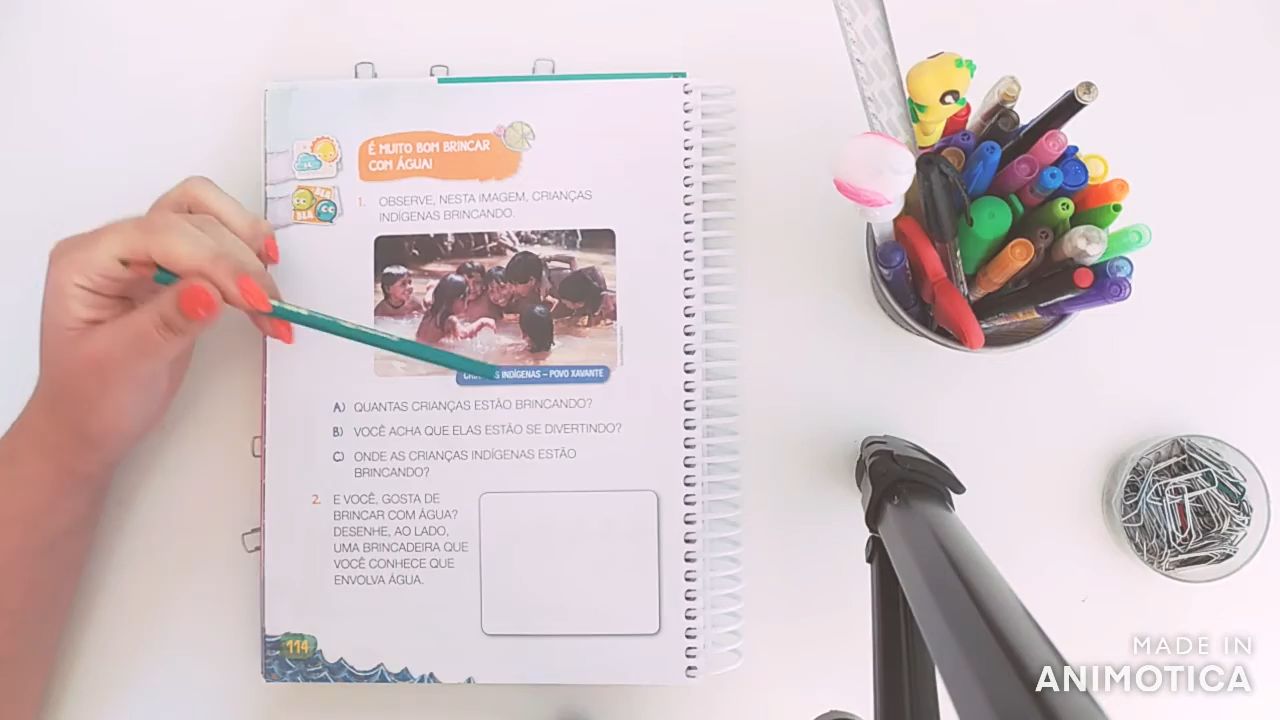 É MUITO BOM BRINCAR
COM ÁGUA!
1. OBSERVE, NESTA IMAGEM, CRIANÇAS
INDÍGENAS BRINCANDO.
INDÍGENAS – POVO XAVANTE
A) QUANTAS CRIANÇAS ESTÃO BRINCANDO?
B) VOCÊ ACHA QUE ELAS ESTÃO SE DIVERTINDO?
C) ONDE AS CRIANÇAS INDÍGENAS ESTÃO
BRINCANDO?
2. E VOCÊ, GOSTA DE
BRINCAR COM ÁGUA?
DESENHE, AO LADO,
UMA BRINCADEIRA QUE
VOCÊ CONHECE QUE
ENVOLVA ÁGUA.
114
MADE IN
ANIMOTICA